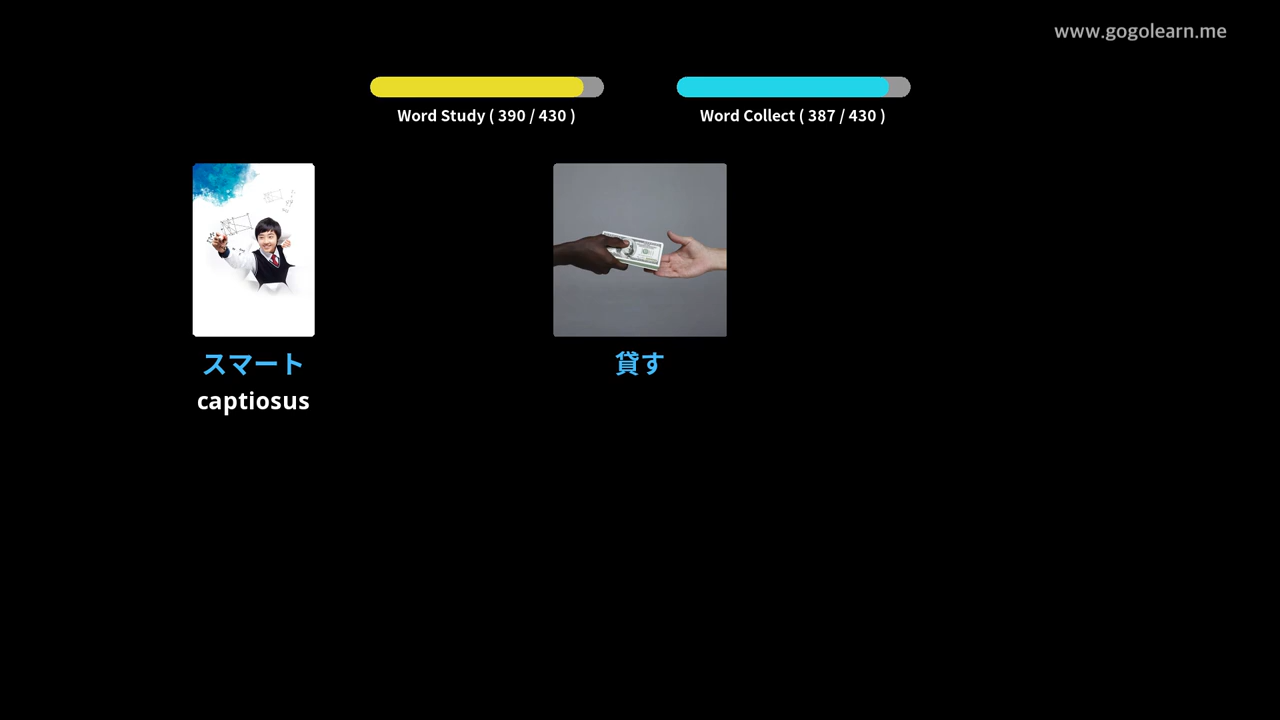 www.gogolearn.me
Word Study ( 390 / 430 )
Word Collect ( 387 / 430 )
スマート
captiosus
貸す